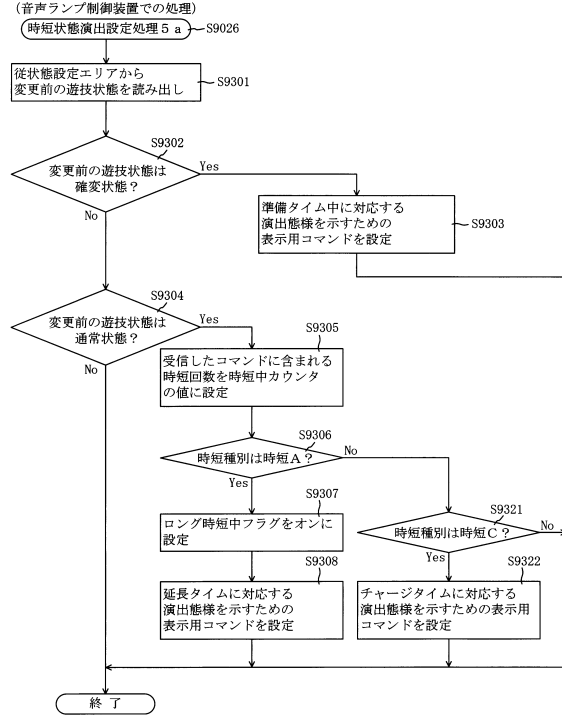 (音声ランプ制御装置での処理)
時短状態演出設定処理5a
S9026
従状態設定エリアから
変更前の遊技状態を読み出し
S9301
S9302
変更前の遊技状態は
確変状態？
Yes
No
準備タイム中に対応する
演出態様を示すための
表示用コマンドを設定
S9303
S9304
変更前の遊技状態は
通常状態？
Yes
No
S9305
受信したコマンドに含まれる
時短回数を時短中カウンタ
の値に設定
S9306
時短種別は時短A？
No
Yes
S9307
ロング時短中フラグをオンに
設定
S9321
時短種別は時短C？
No
Yes
S9308
延長タイムに対応する
演出態様を示すための
表示用コマンドを設定
S9322
チャージタイムに対応する
演出態様を示すための表示用
コマンドを設定
終了